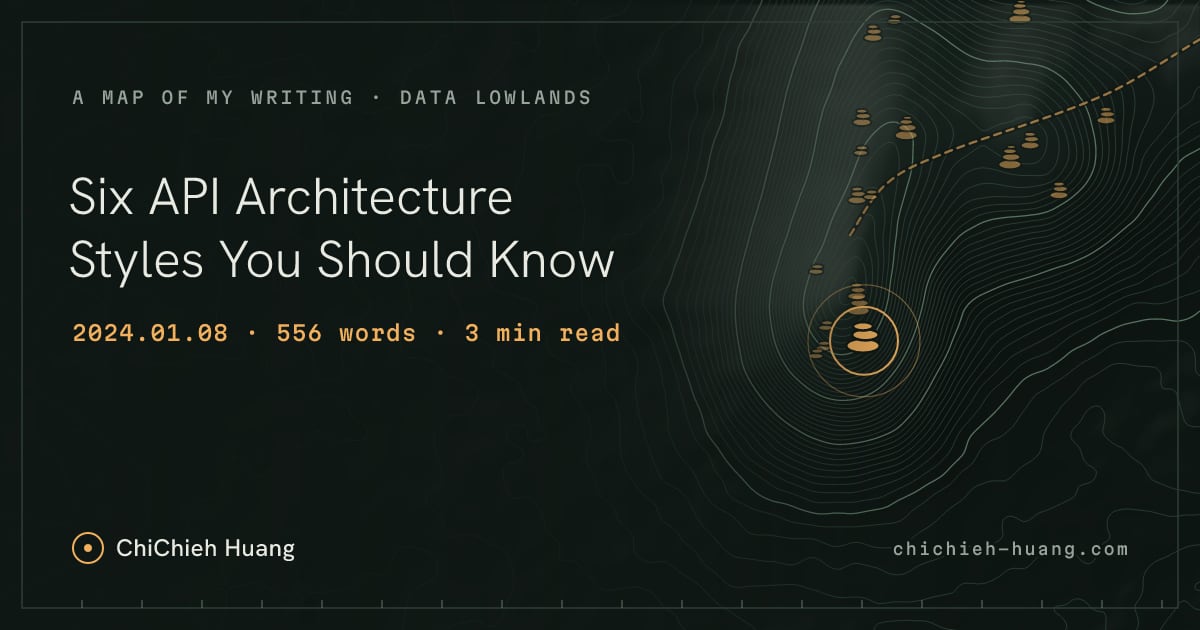 A MAP OF MY WRITING · DATA LOWLANDS
Six API Architecture
Styles You Should Know
2024.01.08 · 556 words · 3 min read
ChiChieh Huang
chichieh-huang.com